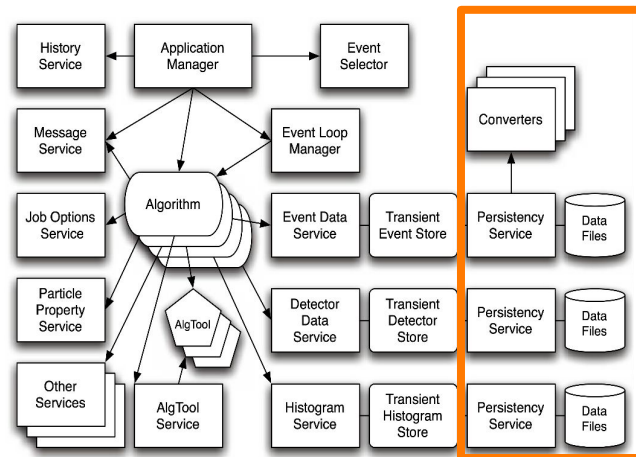 History
Service
Application
Manager
Event
Selector
Message
Service
Event Loop
Manager
Converters
Algorithm
Job Options
Service
Event Data
Service
Transient
Event Store
Persistency
Service
Data
Files
Particle
Property
Service
AlgTool
Detector
Data
Service
Transient
Detector
Store
Persistency
Service
Data
Files
Other
Services
AlgTool
Service
Histogram
Service
Transient
Histogram
Store
Persistency
Service
Data
Files